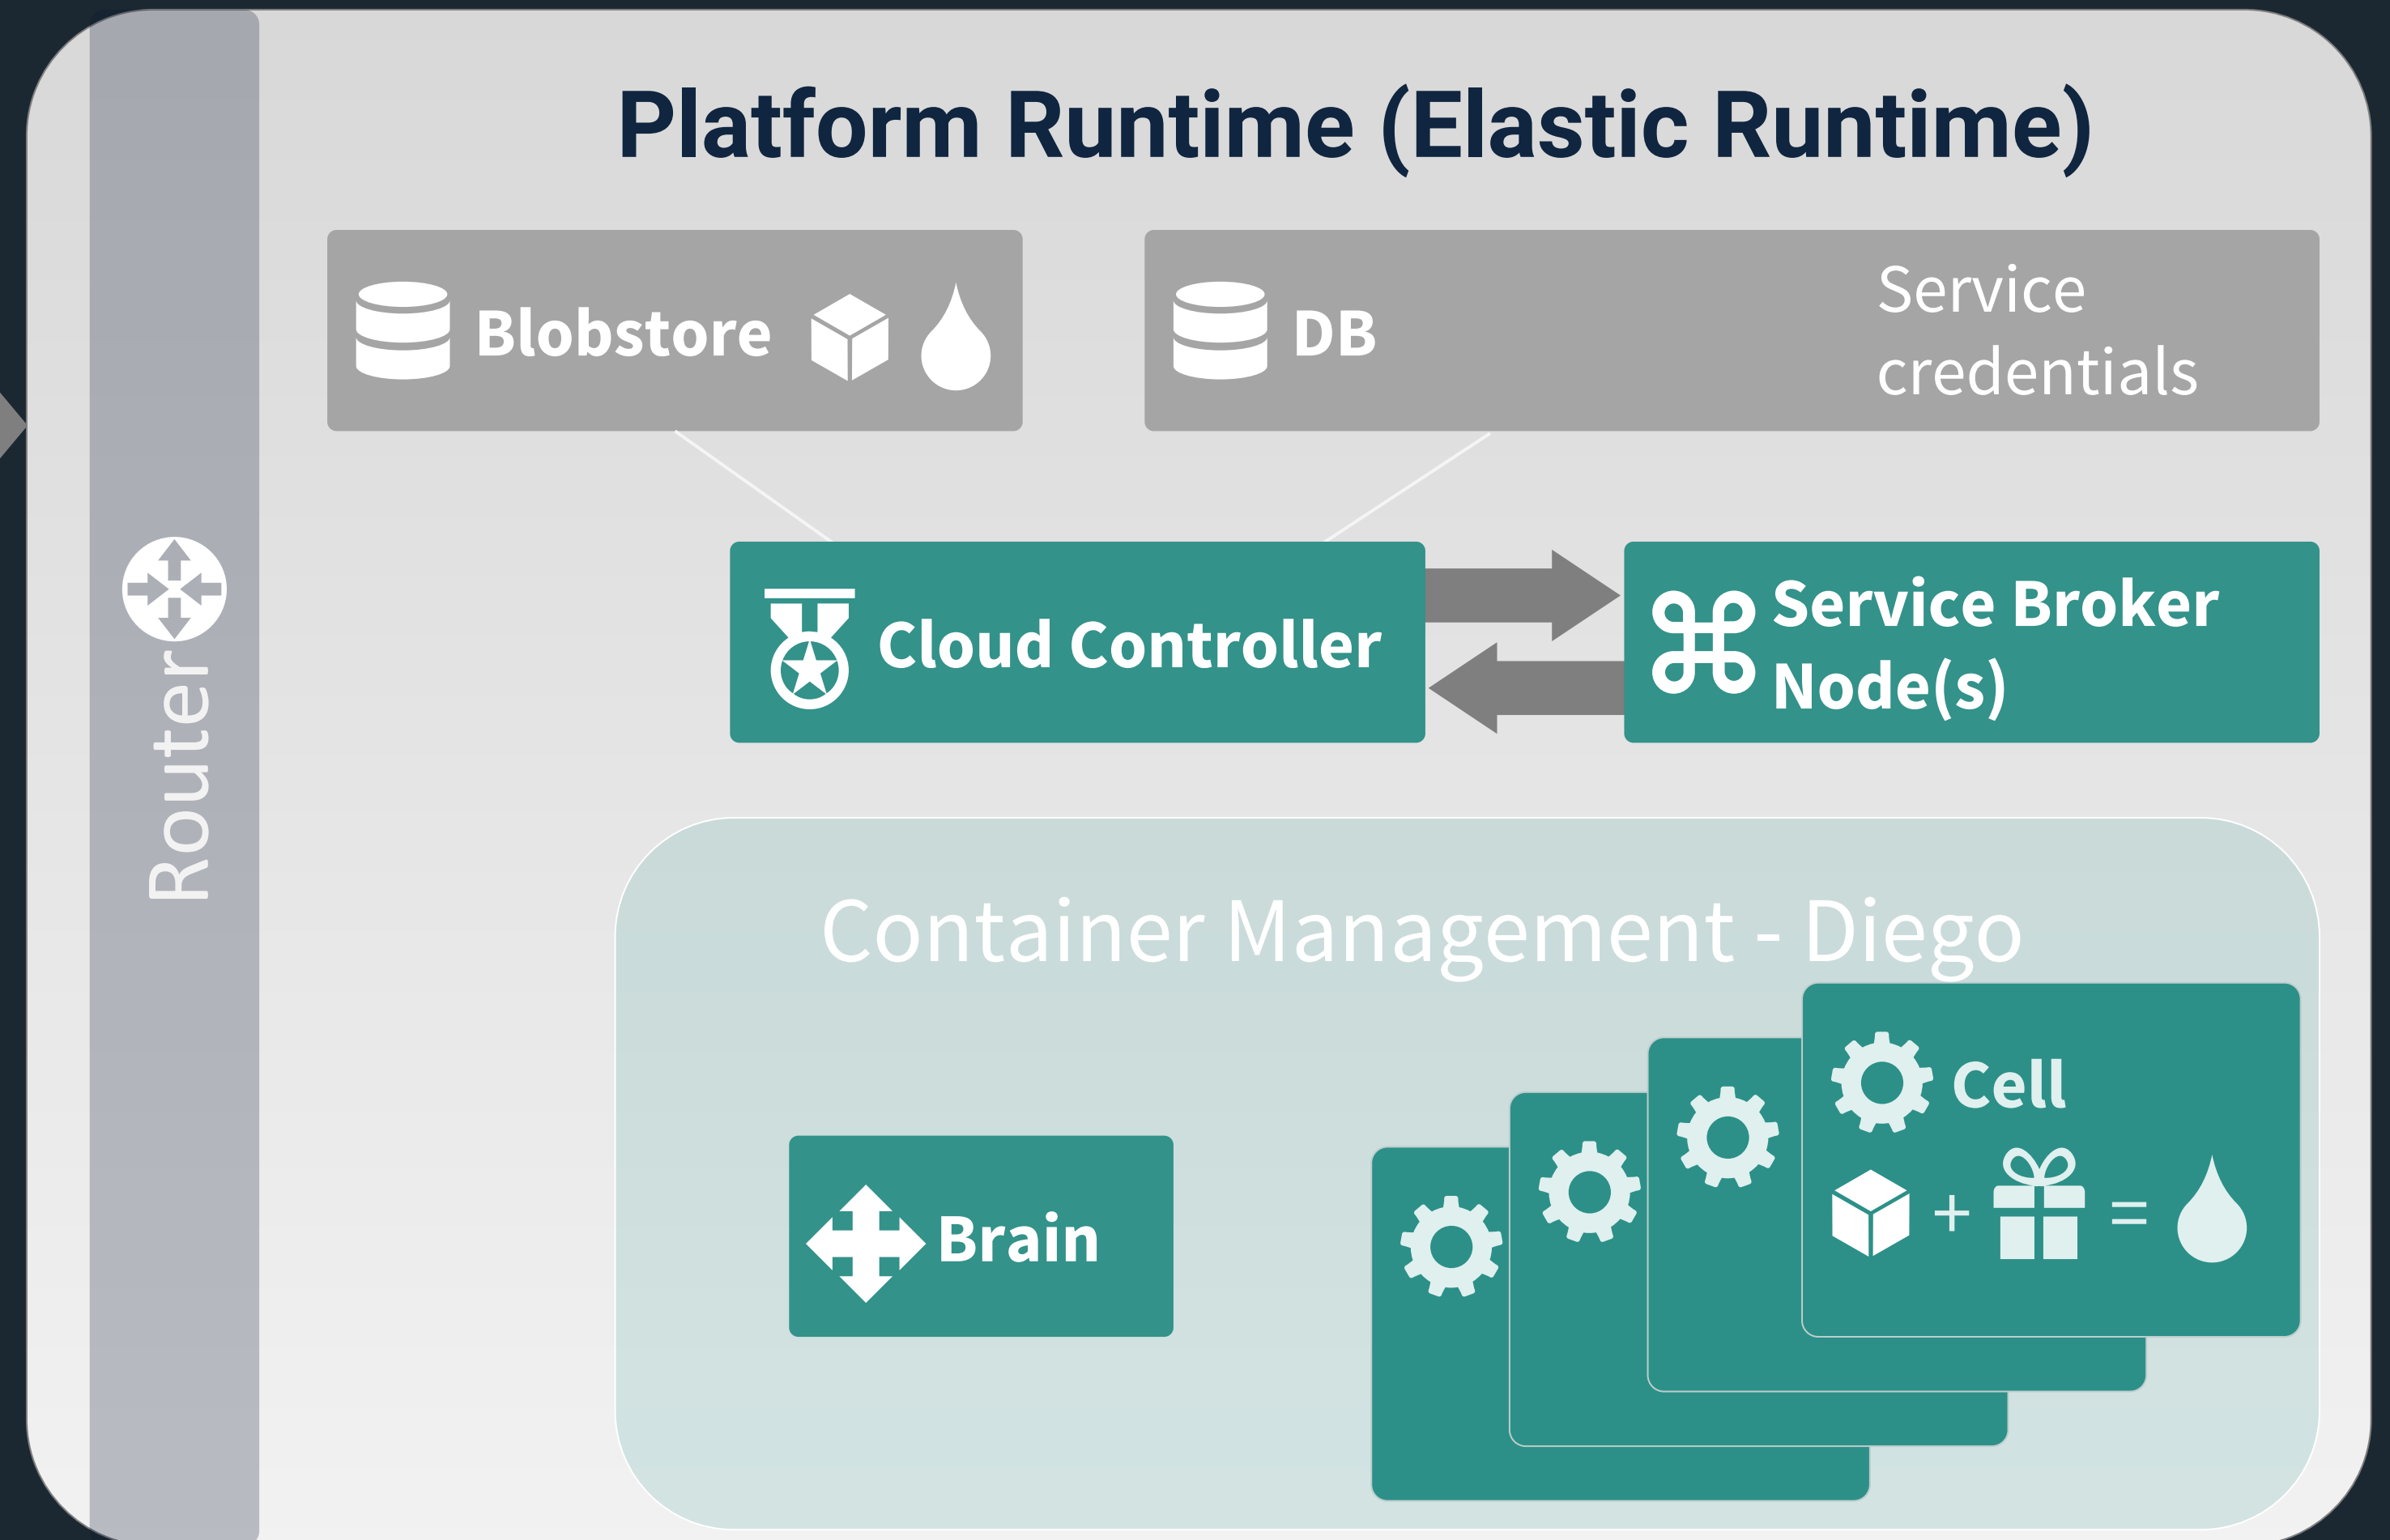 Platform Runtime (Elastic Runtime)
Blobstore
DB
Service
credentials
Router
Cloud Controller
Service Broker
Node(s)
Container Management - Diego
Cell
+ =
Brain